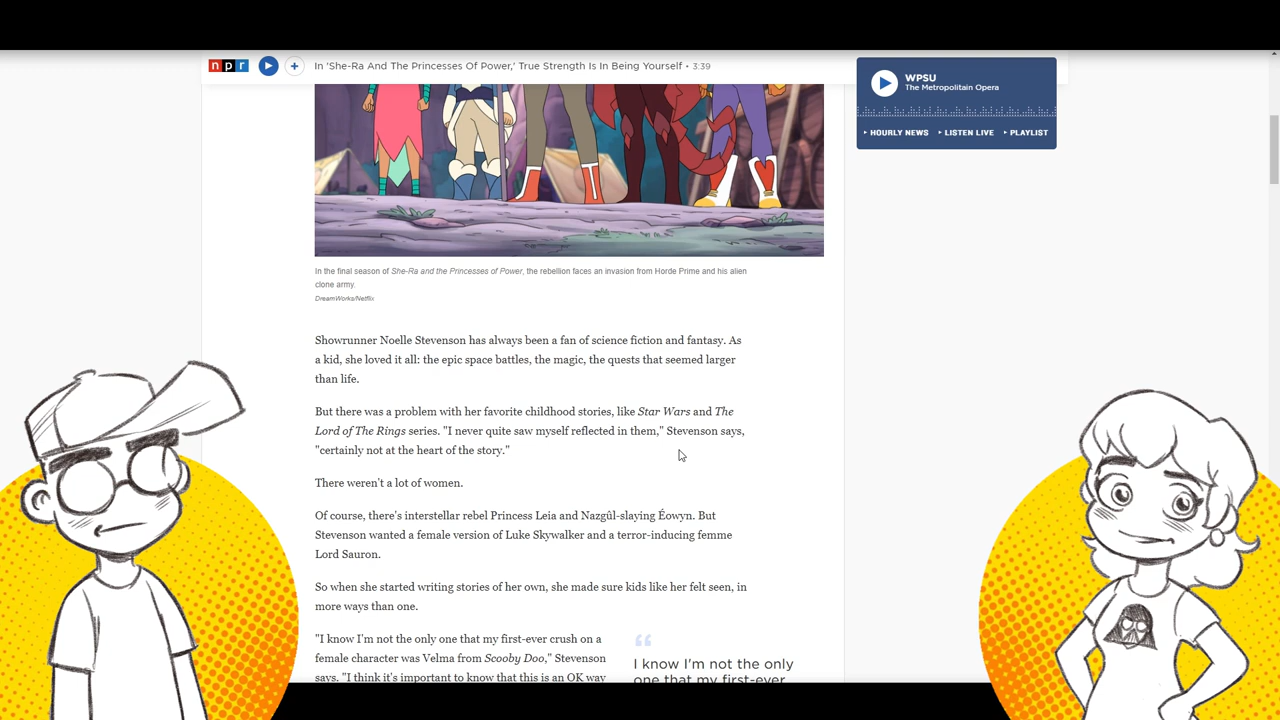 npr
In 'She-Ra And The Princesses Of Power,' True Strength Is In Being Yourself • 3:39
WPSU
The Metropolitain Opera
HOURLY NEWS
LISTEN LIVE
PLAYLIST
In the final season of She-Ra and the Princesses of Power, the rebellion faces an invasion from Horde Prime and his alien
clone army.
DreamWorks/Netflix
Showrunner Noelle Stevenson has always been a fan of science fiction and fantasy. As
a kid, she loved it all: the epic space battles, the magic, the quests that seemed larger
than life.
But there was a problem with her favorite childhood stories, like Star Wars and The
Lord of The Rings series. "I never quite saw myself reflected in them," Stevenson says,
"certainly not at the heart of the story."
There weren't a lot of women.
Of course, there's interstellar rebel Princess Leia and Nazgûl-slaying Éowyn. But
Stevenson wanted a female version of Luke Skywalker and a terror-inducing femme
Lord Sauron.
So when she started writing stories of her own, she made sure kids like her felt seen, in
more ways than one.
"I know I'm not the only one that my first-ever crush on a
female character was Velma from Scooby Doo," Stevenson
says. "I think it's important to know that this is an OK way
“
I know I'm not the only
one that my first-ever